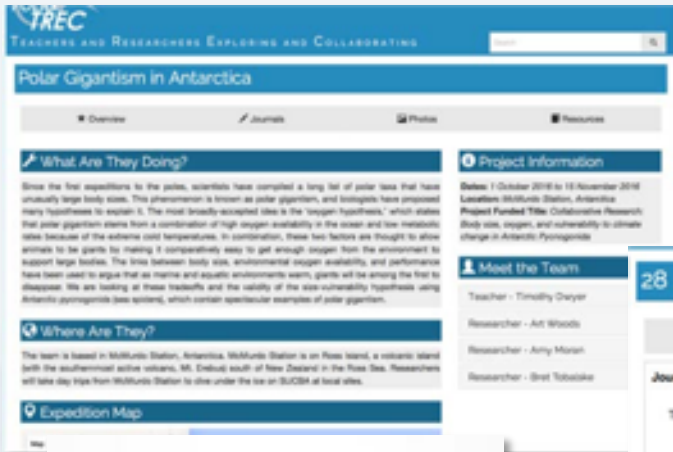 TREC
TEACHERS AND RESEARCHERS EXPLORING AND COLLABORATING
Search
Polar Gigantism in Antarctica
Overview
Journals
Photos
Resources
What Are They Doing?
Since the first expeditions to the poles, scientists have compiled a long list of polar taxa that have
unusually large body sizes. This phenomenon is known as polar gigantism, and biologists have proposed
many hypotheses to explain it. The most broadly-accepted idea is the 'oxygen hypothesis,' which states
that polar gigantism stems from a combination of high oxygen availability in the ocean and low metabolic
rates because of the extreme cold temperatures. In combination, these two factors are thought to allow
animals to be giants by making it comparatively easy to get enough oxygen from the environment to
support large bodies. The links between body size, environmental oxygen availability, and performance
have been used to argue that as marine and aquatic environments warm, giants will be among the first to
disappear. We are looking at these tradeoffs and the validity of the size-vulnerability hypothesis using
Antarctic pycnogonids (sea spiders), which contain spectacular examples of polar gigantism.
Where Are They?
The team is based in McMurdo Station, Antarctica. McMurdo Station is on Ross Island, a volcanic island
(with the southernmost active volcano, Mt. Erebus) south of New Zealand in the Ross Sea. Researchers
will take day trips from McMurdo Station to dive under the ice on SCUBA at local sites.
Expedition Map
Map
Project Information
Dates: 1 October 2016 to 15 November 2016
Location: McMurdo Station, Antarctica
Project Funded Title: Collaborative Research:
Body size, oxygen, and vulnerability to climate
change in Antarctic Pycnogonida
Meet the Team
Teacher - Timothy Dwyer
Researcher - Art Woods
Researcher - Amy Moran
Researcher - Bret Tobalske
28
Jou
T